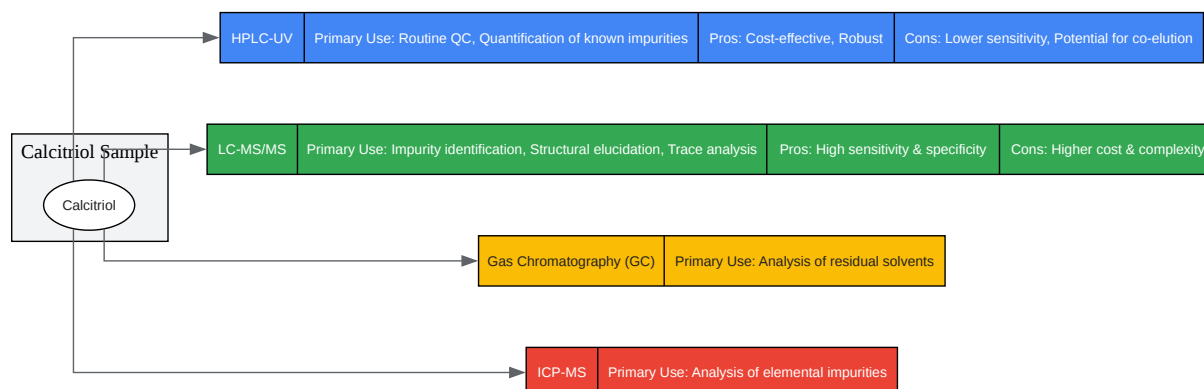 HPLC-UV
Primary Use: Routine QC, Quantification of known impurities
Pros: Cost-effective, Robust
Cons: Lower sensitivity, Potential for co-elution
Calcitriol Sample
Calcitriol
LC-MS/MS
Primary Use: Impurity identification, Structural elucidation, Trace analysis
Pros: High sensitivity & specificity
Cons: Higher cost & complexity
Gas Chromatography (GC)
Primary Use: Analysis of residual solvents
ICP-MS
Primary Use: Analysis of elemental impurities